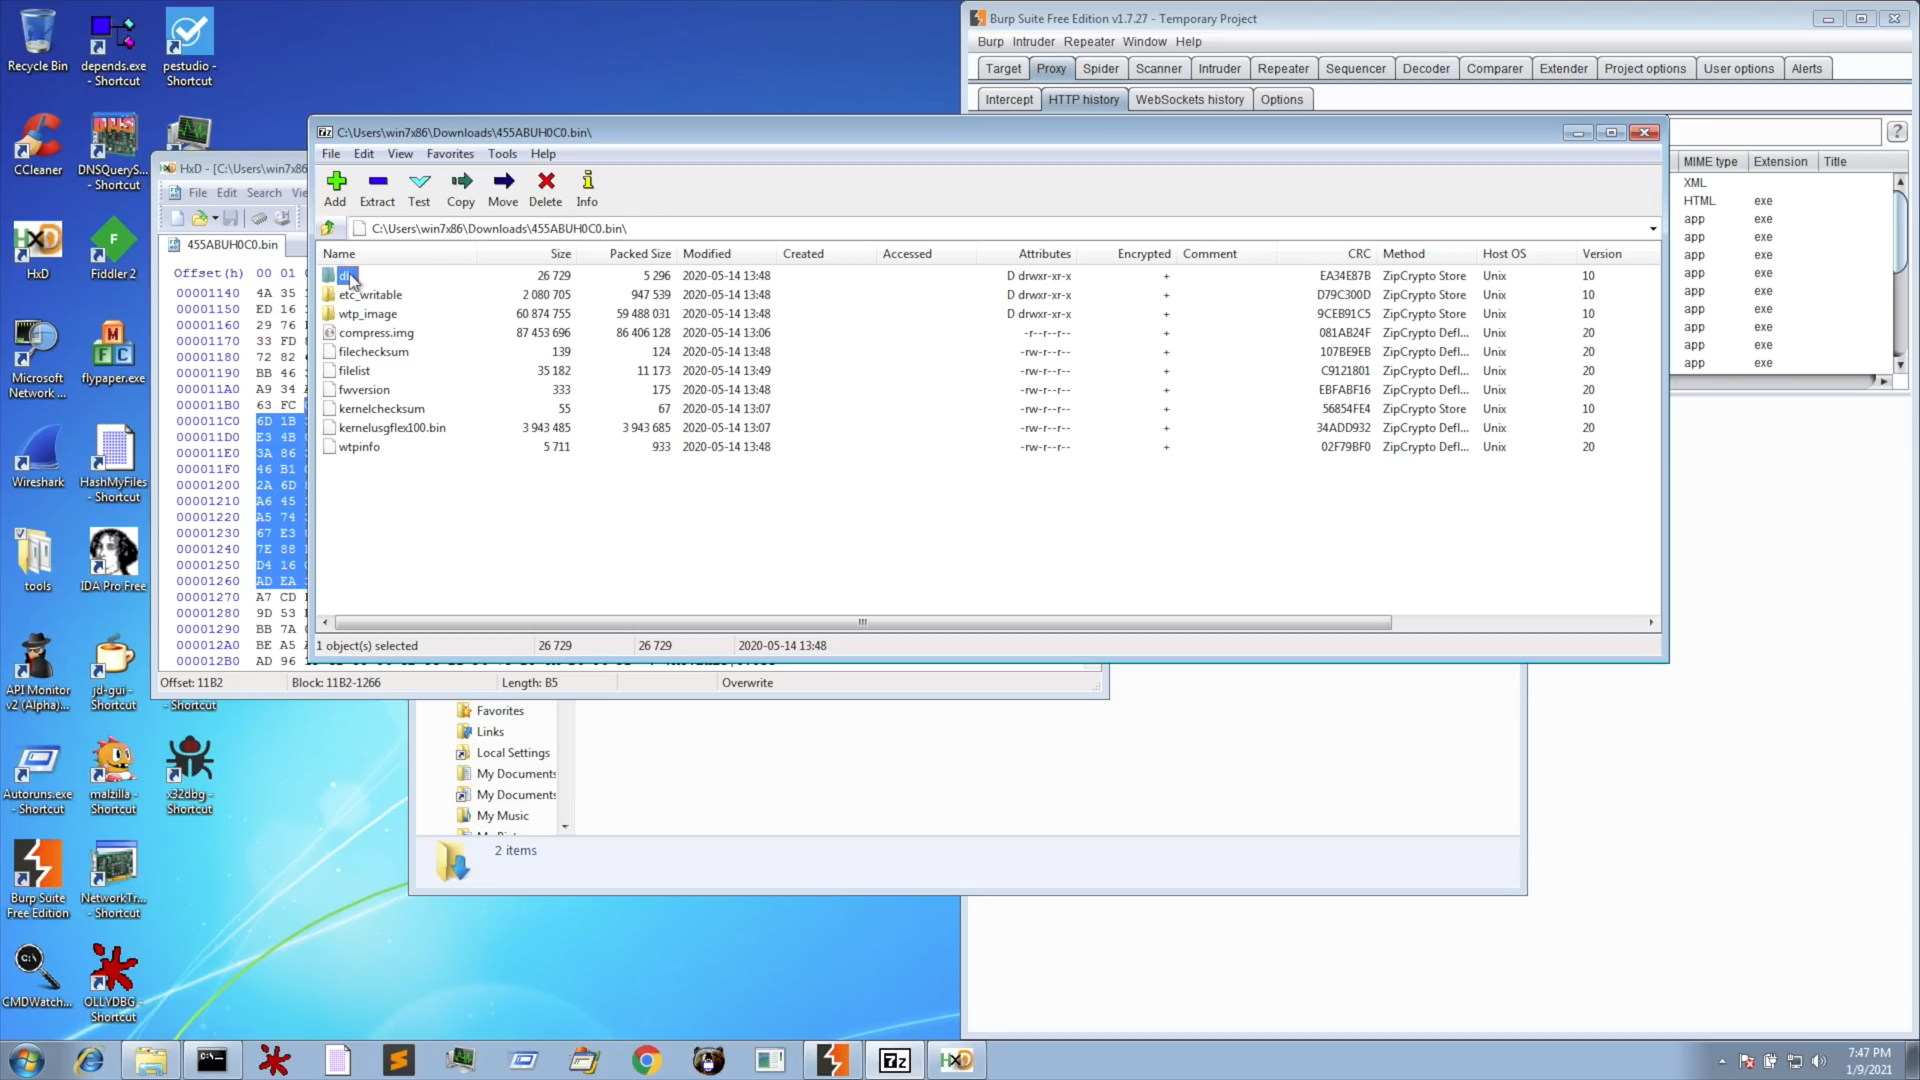 Recycle Bin
depends.exe - Shortcut
pestudio - Shortcut
CCleaner
DNSQueryS... - Shortcut
HxD
Fiddler 2
Microsoft Network ...
flypaper.exe
Wireshark
HashMyFiles - Shortcut
tools
IDA Pro Free
API Monitor v2 (Alpha)...
jd-gui - Shortcut
- Shortcut
Autoruns.exe - Shortcut
malzilla - Shortcut
x32dbg - Shortcut
Burp Suite Free Edition
NetworkTr... - Shortcut
CMDWatch...
OLLYDBG - Shortcut
Burp Suite Free Edition v1.7.27 - Temporary Project
Burp Intruder Repeater Window Help
Target Proxy Spider Scanner Intruder Repeater Sequencer Decoder Comparer Extender Project options User options Alerts
Intercept HTTP history WebSockets history Options
?
MIME type Extension Title
XML
HTML exe
app exe
app exe
app exe
app exe
app exe
app exe
app exe
app exe
app exe
HxD - [C:\Users\win7x86
File Edit Search
455ABUH0C0.bin
Offset(h) 00 01
00001140 4A 35
00001150 ED 16
00001160 29 76
00001170 33 FD
00001180 72 82
00001190 BB 46
000011A0 A9 34
000011B0 63 FC
000011C0 6D 1B
000011D0 E3 4B
000011E0 3A 86
000011F0 46 B1
00001200 2A 6D
00001210 A6 45
00001220 A5 74
00001230 67 E3
00001240 7E 88
00001250 D4 16
00001260 AD EA
00001270 A7 CD
00001280 9D 53
00001290 BB 7A
000012A0 BE A5
000012B0 AD 96
Offset: 11B2 Block: 11B2-1266 Length: B5 Overwrite
C:\Users\win7x86\Downloads\455ABUH0C0.bin\
File Edit View Favorites Tools Help
Add Extract Test Copy Move Delete Info
C:\Users\win7x86\Downloads\455ABUH0C0.bin\
Name Size Packed Size Modified Created Accessed Attributes Encrypted Comment CRC Method Host OS Version
26 729 5 296 2020-05-14 13:48 D drwxr-xr-x + EA34E87B ZipCrypto Store Unix 10
etc_writable 2 080 705 947 539 2020-05-14 13:48 D drwxr-xr-x + D79C300D ZipCrypto Store Unix 10
wtp_image 60 874 755 59 488 031 2020-05-14 13:48 D drwxr-xr-x + 9CEB91C5 ZipCrypto Store Unix 10
compress.img 87 453 696 86 406 128 2020-05-14 13:06 -r--r--r-- + 081AB24F ZipCrypto Defl... Unix 20
filechecksum 139 124 2020-05-14 13:48 -rw-r--r-- + 107BE9EB ZipCrypto Defl... Unix 20
filelist 35 182 11 173 2020-05-14 13:49 -rw-r--r-- + C9121801 ZipCrypto Defl... Unix 20
fwversion 333 175 2020-05-14 13:48 -rw-r--r-- + EBFABF16 ZipCrypto Defl... Unix 20
kernelchecksum 55 67 2020-05-14 13:07 -rw-r--r-- + 56854FE4 ZipCrypto Store Unix 10
kernelusgflex100.bin 3 943 485 3 943 685 2020-05-14 13:07 -rw-r--r-- + 34ADD932 ZipCrypto Defl... Unix 20
wtpinfo 5 711 933 2020-05-14 13:48 -rw-r--r-- + 02F79BF0 ZipCrypto Defl... Unix 20
1 object(s) selected 26 729 26 729 2020-05-14 13:48
Favorites
Links
Local Settings
My Documents
My Documents
My Music
2 items
7:47 PM
1/9/2021